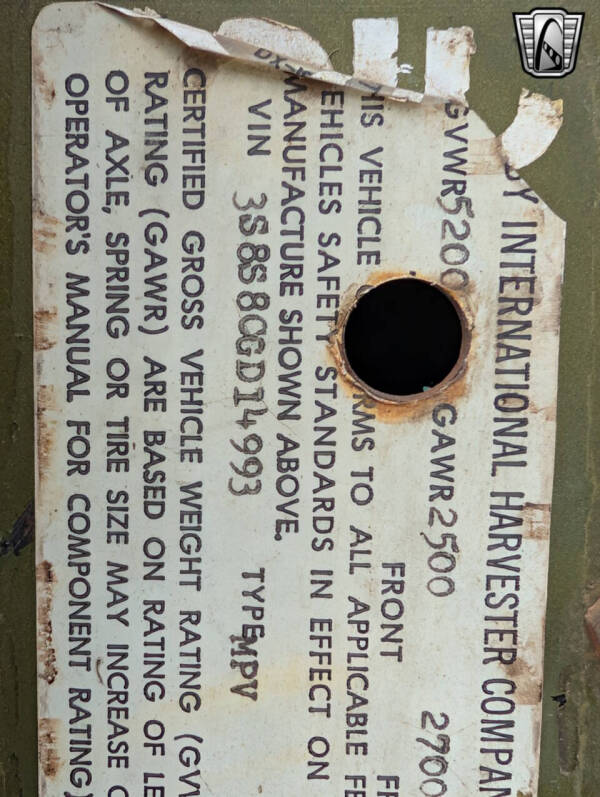 INTERNATIONAL HARVESTER COMPAN
GVWR5200 GAWR2500 2700
FRONT
HIS VEHICLE RMS TO ALL APPLICABLE FE
EHICLES SAFETY STANDARDS IN EFFECT ON
MANUFACTURE SHOWN ABOVE.
VIN 3S8S8CGD14993 TYPE MPV
CERTIFIED GROSS VEHICLE WEIGHT RATING (GVW
RATING (GAWR) ARE BASED ON RATING OF LE
OF AXLE, SPRING OR TIRE SIZE MAY INCREASE
OPERATOR'S MANUAL FOR COMPONENT RATING